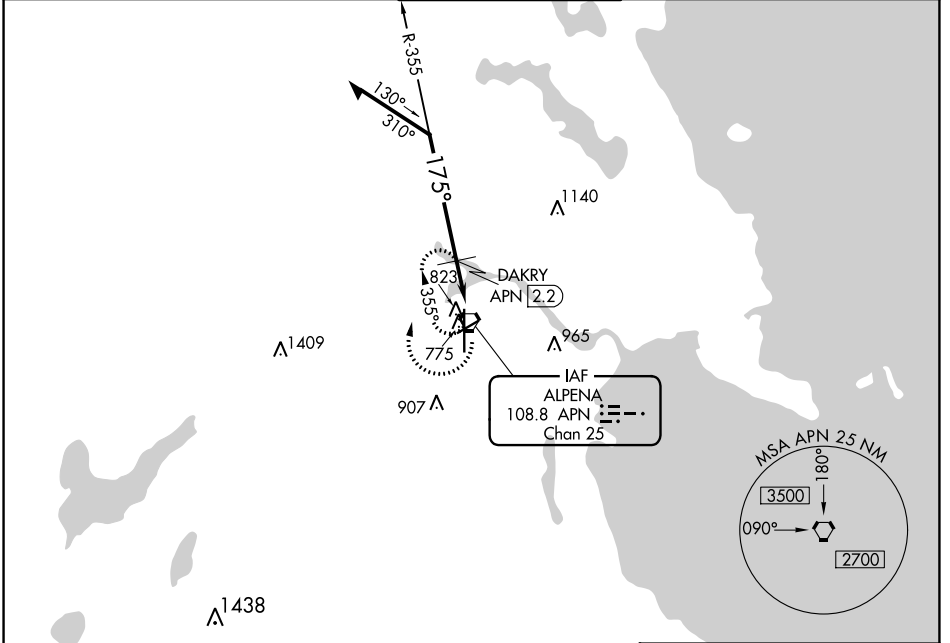 R-355
130°
310°
175°
1140
823
DAKRY
APN 2.2
355°
1409
775
965
IAF
ALPENA
108.8 APN
Chan 25
907
MSA APN 25 NM
180°
3500
090°
2700
1438